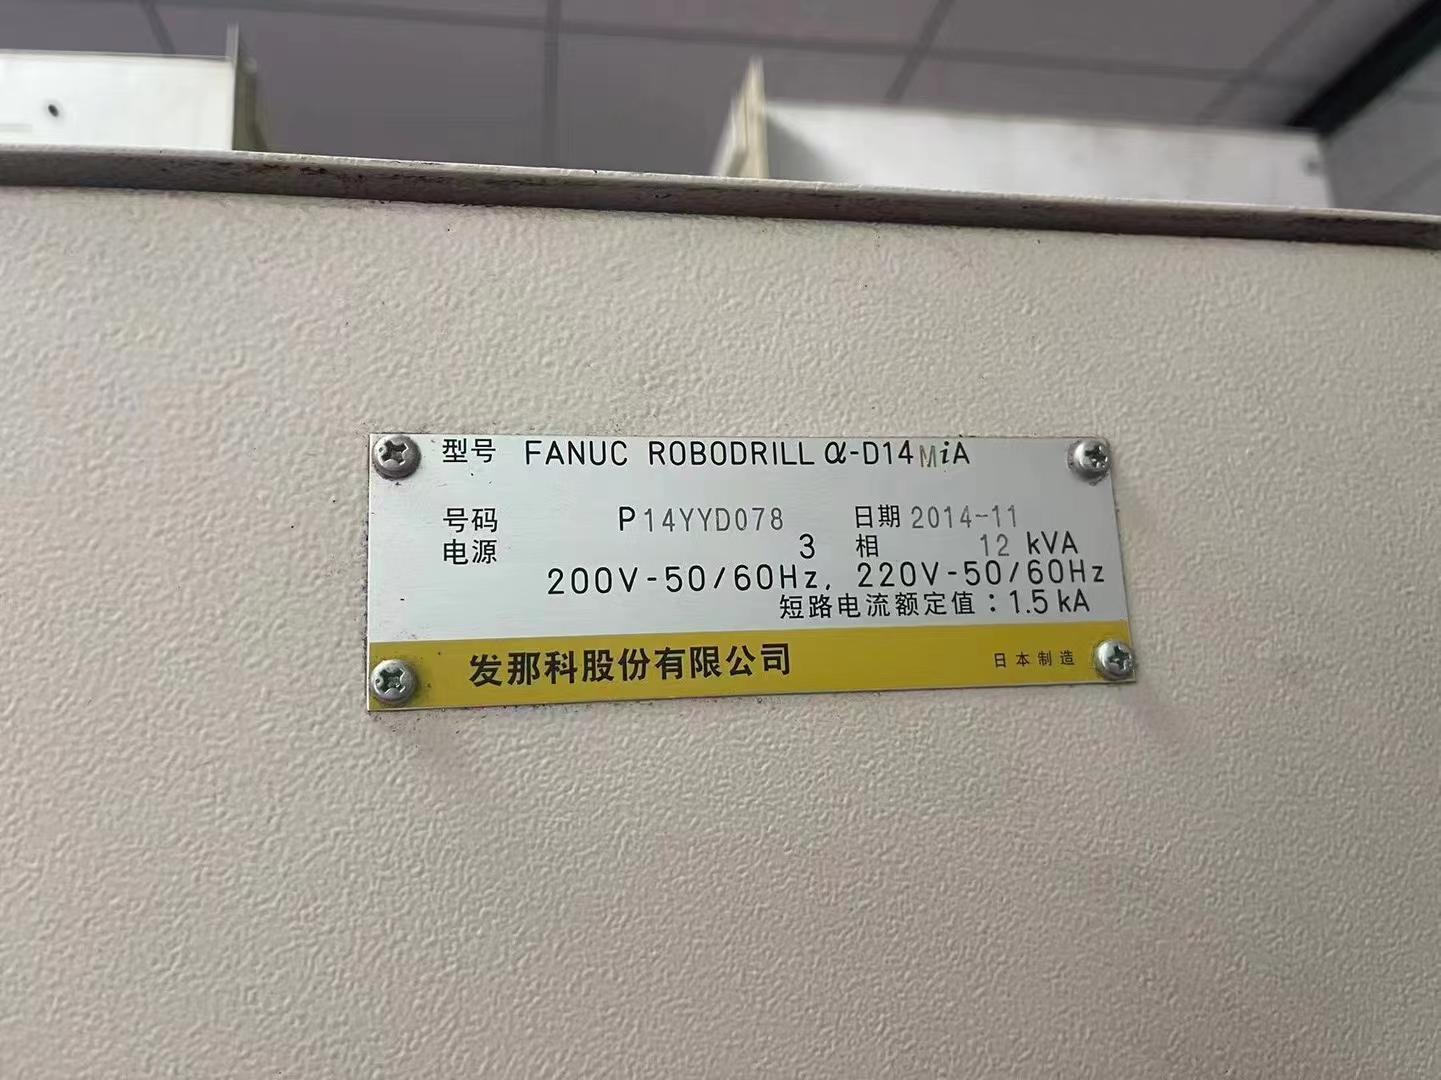 型号 FANUC ROBODRILL α-D14MiA
号码 P14YYD078 日期 2014-11
电源 3 相 12 kVA
200V-50/60Hz, 220V-50/60Hz
短路电流额定值：1.5 kA
发那科股份有限公司 日本制造